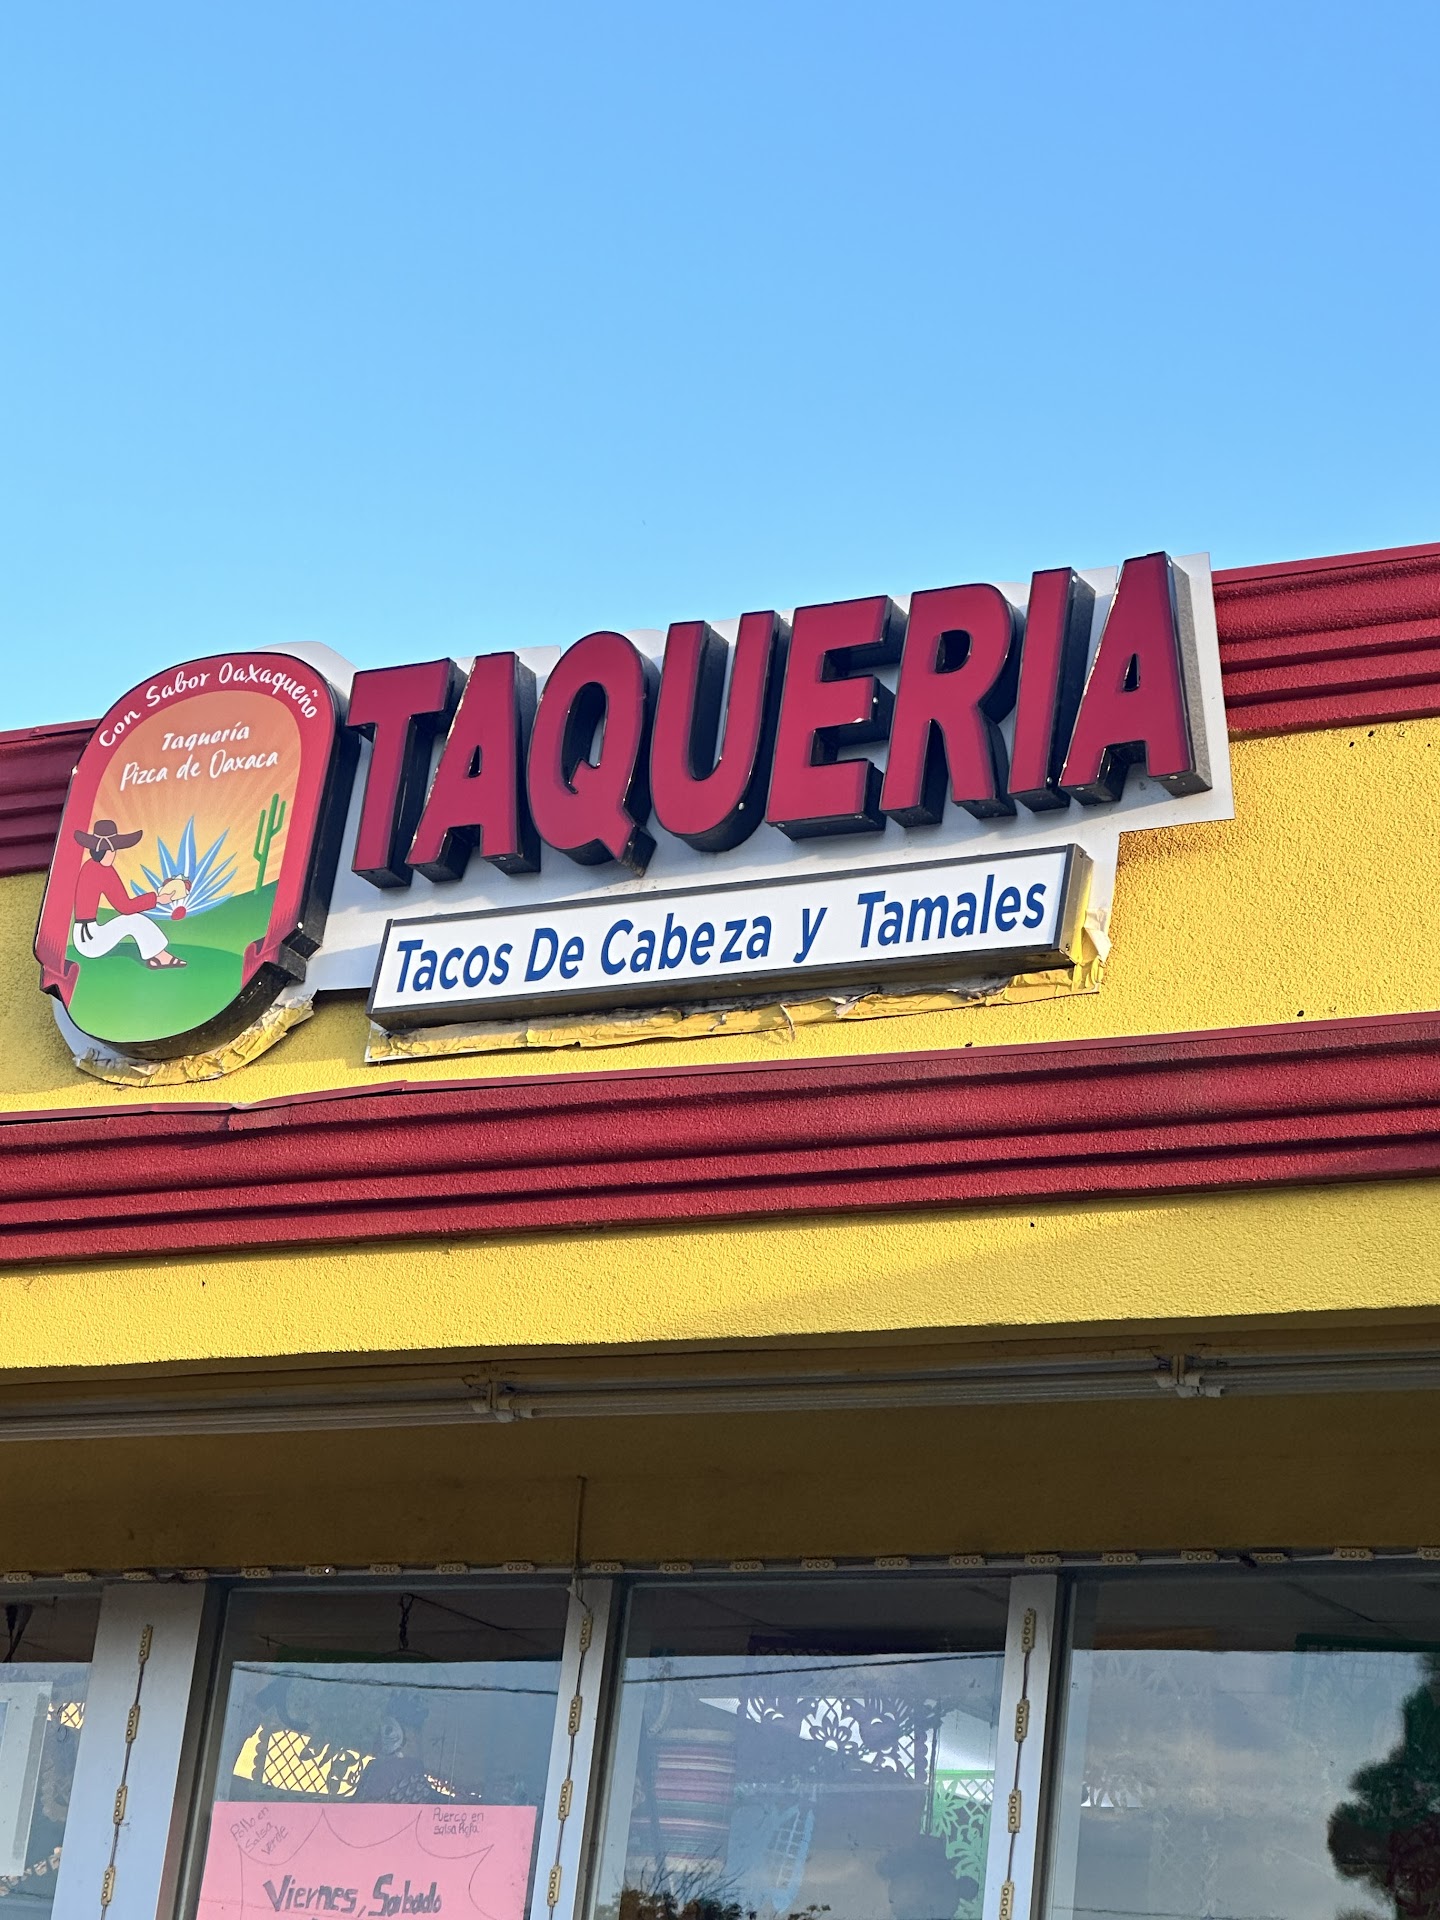 Con Sabor Oaxaqueño
Taquería
Pizca de Oaxaca
TAQUERIA
Tacos De Cabeza y Tamales
Pollo en
salsa
verde
Puerco en
salsa Roja
Viernes, Sabado